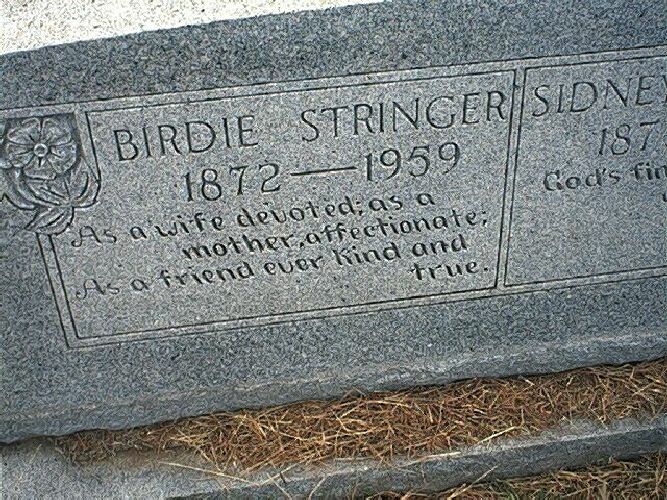 BIRDIE STRINGER
1872—1959
As a wife devoted; as a
mother, affectionate;
As a friend ever kind and
true.
SIDNE
187
God's fin